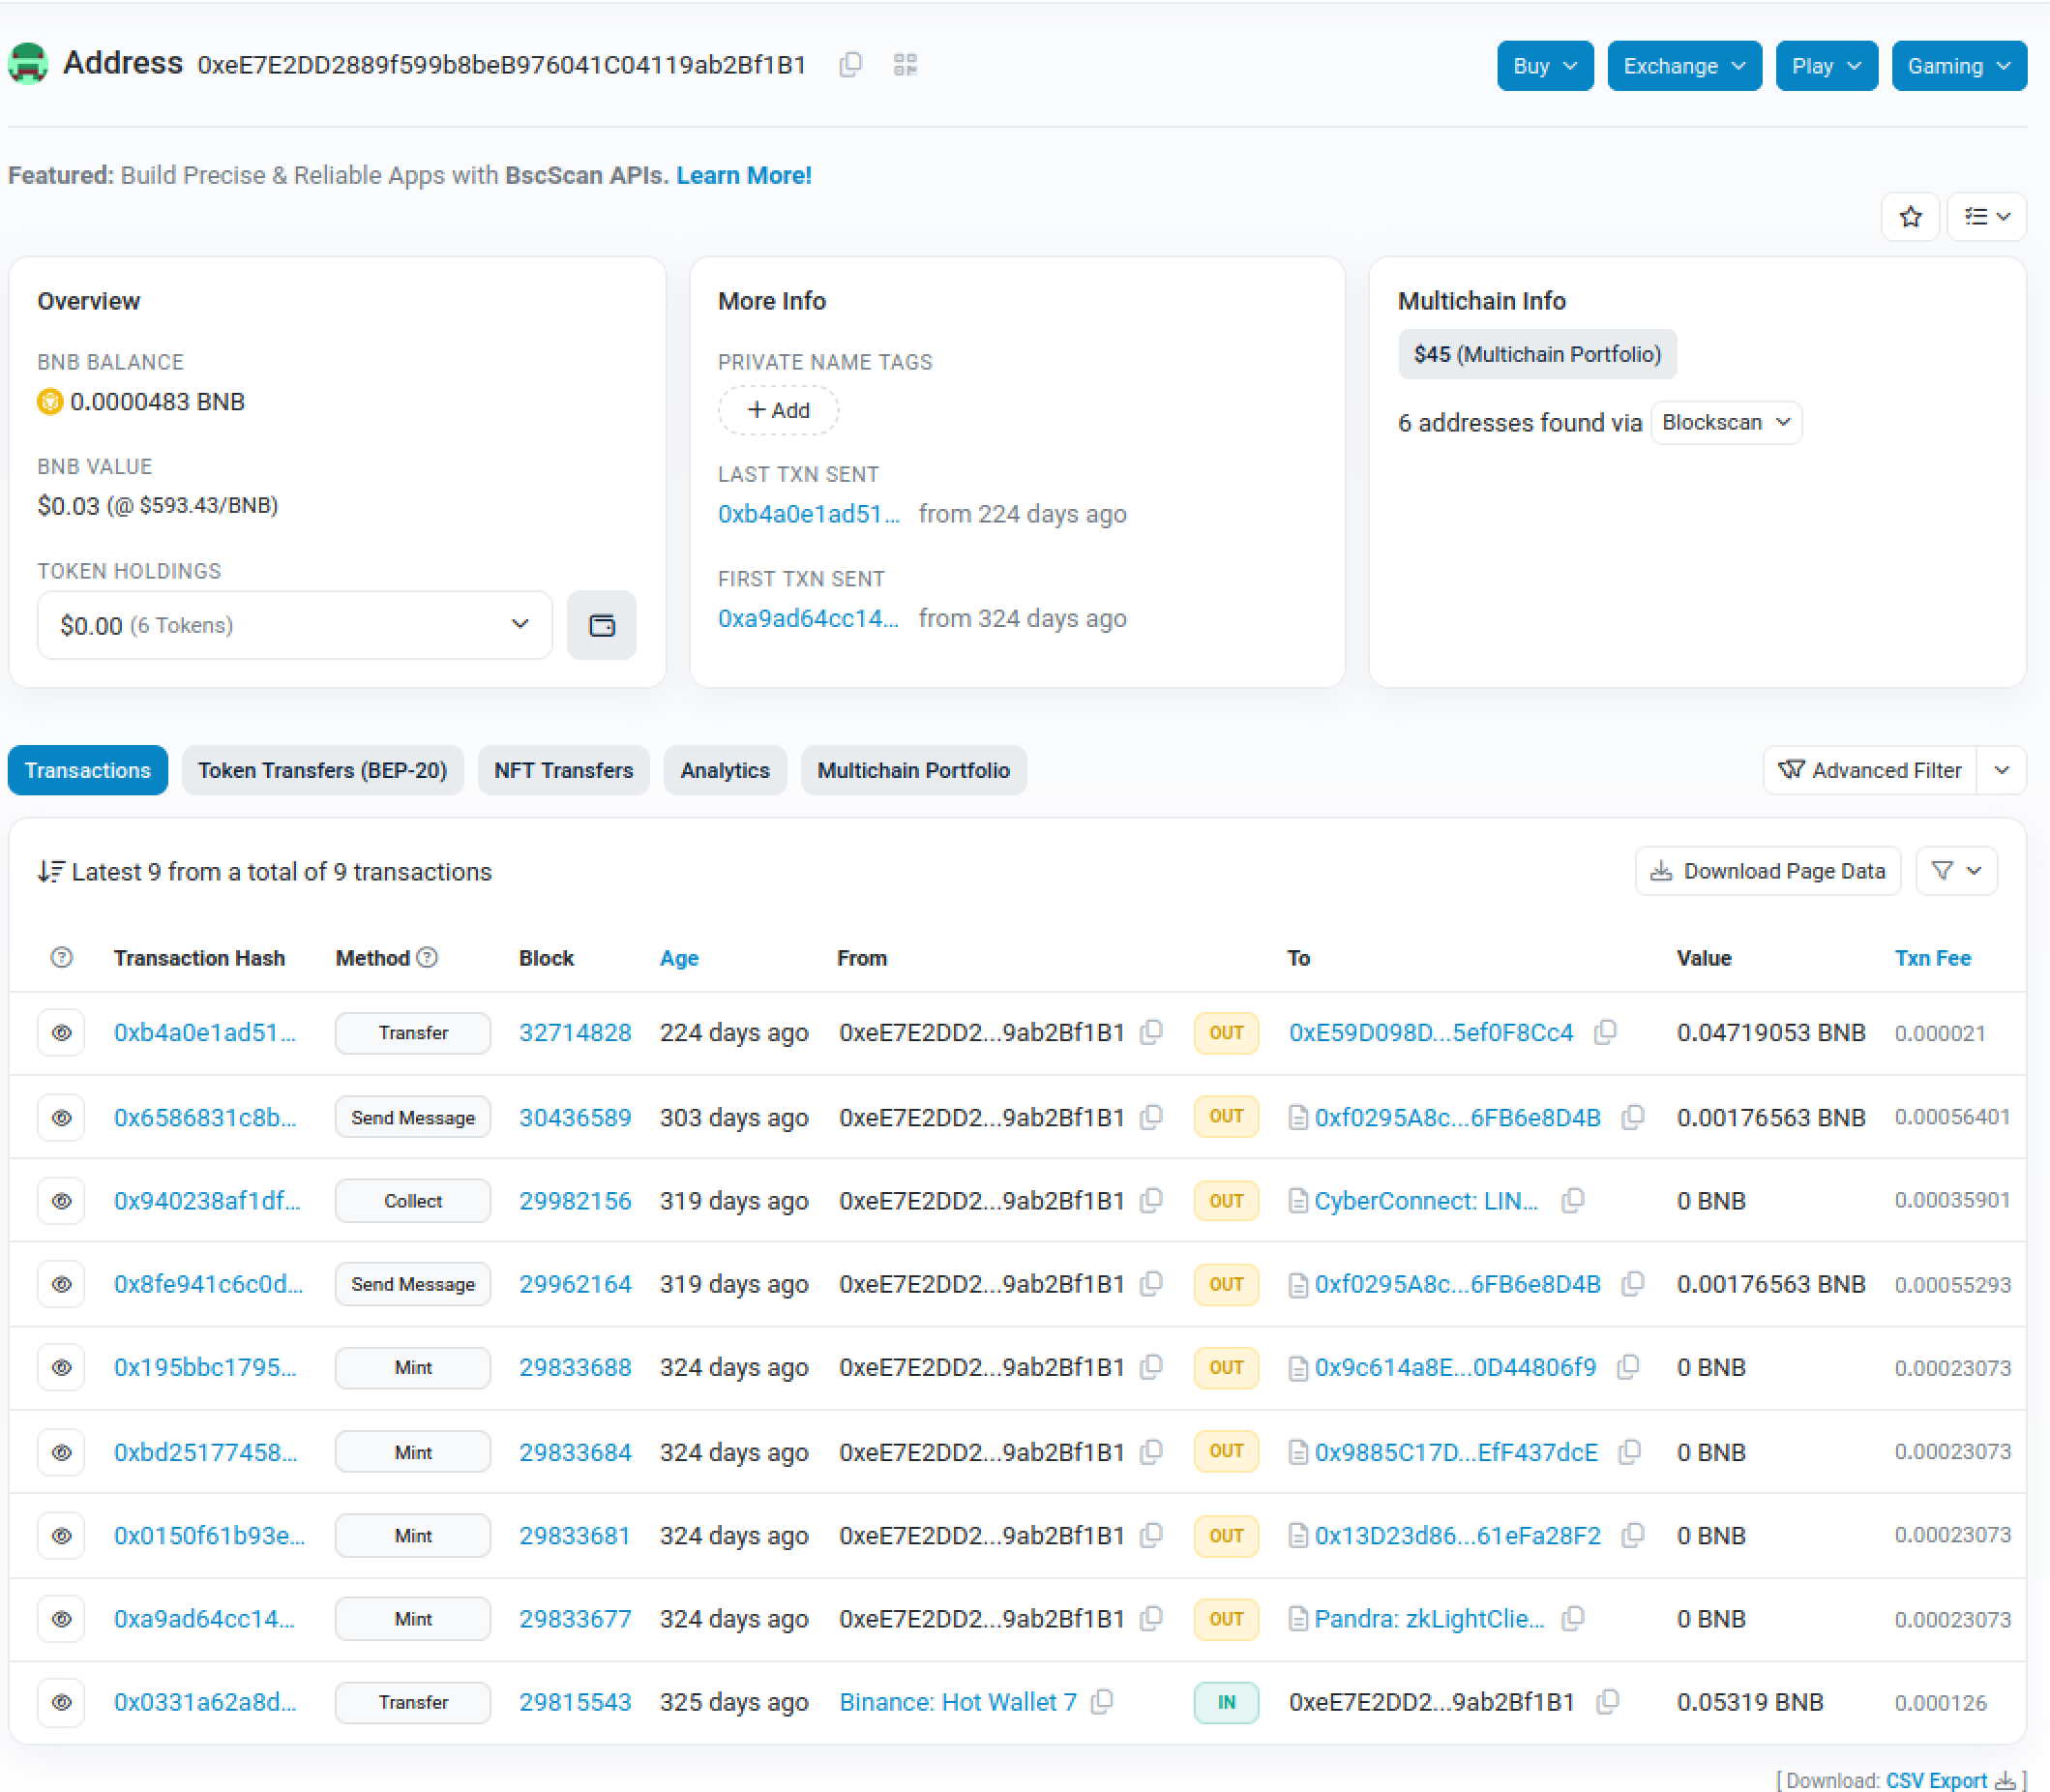 Address 0xeE7E2DD2889f599b8beB976041C04119ab2Bf1B1 Buy Exchange Play Gaming
Featured: Build Precise & Reliable Apps with BscScan APIs. Learn More!
Overview
BNB BALANCE
0.0000483 BNB
BNB VALUE
$0.03 (@ $593.43/BNB)
TOKEN HOLDINGS
$0.00 (6 Tokens)
More Info
PRIVATE NAME TAGS
+ Add
LAST TXN SENT
0xb4a0e1ad51... from 224 days ago
FIRST TXN SENT
0xa9ad64cc14... from 324 days ago
Multichain Info
$45 (Multichain Portfolio)
6 addresses found via Blockscan
Transactions Token Transfers (BEP-20) NFT Transfers Analytics Multichain Portfolio Advanced Filter
Latest 9 from a total of 9 transactions Download Page Data
Transaction Hash Method Block Age From To Value Txn Fee
0xb4a0e1ad51... Transfer 32714828 224 days ago 0xeE7E2DD2...9ab2Bf1B1 OUT 0xE59D098D...5ef0F8Cc4 0.04719053 BNB 0.000021
0x6586831c8b... Send Message 30436589 303 days ago 0xeE7E2DD2...9ab2Bf1B1 OUT 0xf0295A8c...6FB6e8D4B 0.00176563 BNB 0.00056401
0x940238af1df... Collect 29982156 319 days ago 0xeE7E2DD2...9ab2Bf1B1 OUT CyberConnect: LIN... 0 BNB 0.00035901
0x8fe941c6c0d... Send Message 29962164 319 days ago 0xeE7E2DD2...9ab2Bf1B1 OUT 0xf0295A8c...6FB6e8D4B 0.00176563 BNB 0.00055293
0x195bbc1795... Mint 29833688 324 days ago 0xeE7E2DD2...9ab2Bf1B1 OUT 0x9c614a8E...0D44806f9 0 BNB 0.00023073
0xbd25177458... Mint 29833684 324 days ago 0xeE7E2DD2...9ab2Bf1B1 OUT 0x9885C17D...EfF437dcE 0 BNB 0.00023073
0x0150f61b93e... Mint 29833681 324 days ago 0xeE7E2DD2...9ab2Bf1B1 OUT 0x13D23d86...61eFa28F2 0 BNB 0.00023073
0xa9ad64cc14... Mint 29833677 324 days ago 0xeE7E2DD2...9ab2Bf1B1 OUT Pandra: zkLightClie... 0 BNB 0.00023073
0x0331a62a8d... Transfer 29815543 325 days ago Binance: Hot Wallet 7 IN 0xeE7E2DD2...9ab2Bf1B1 0.05319 BNB 0.000126
[ Download: CSV Export ]